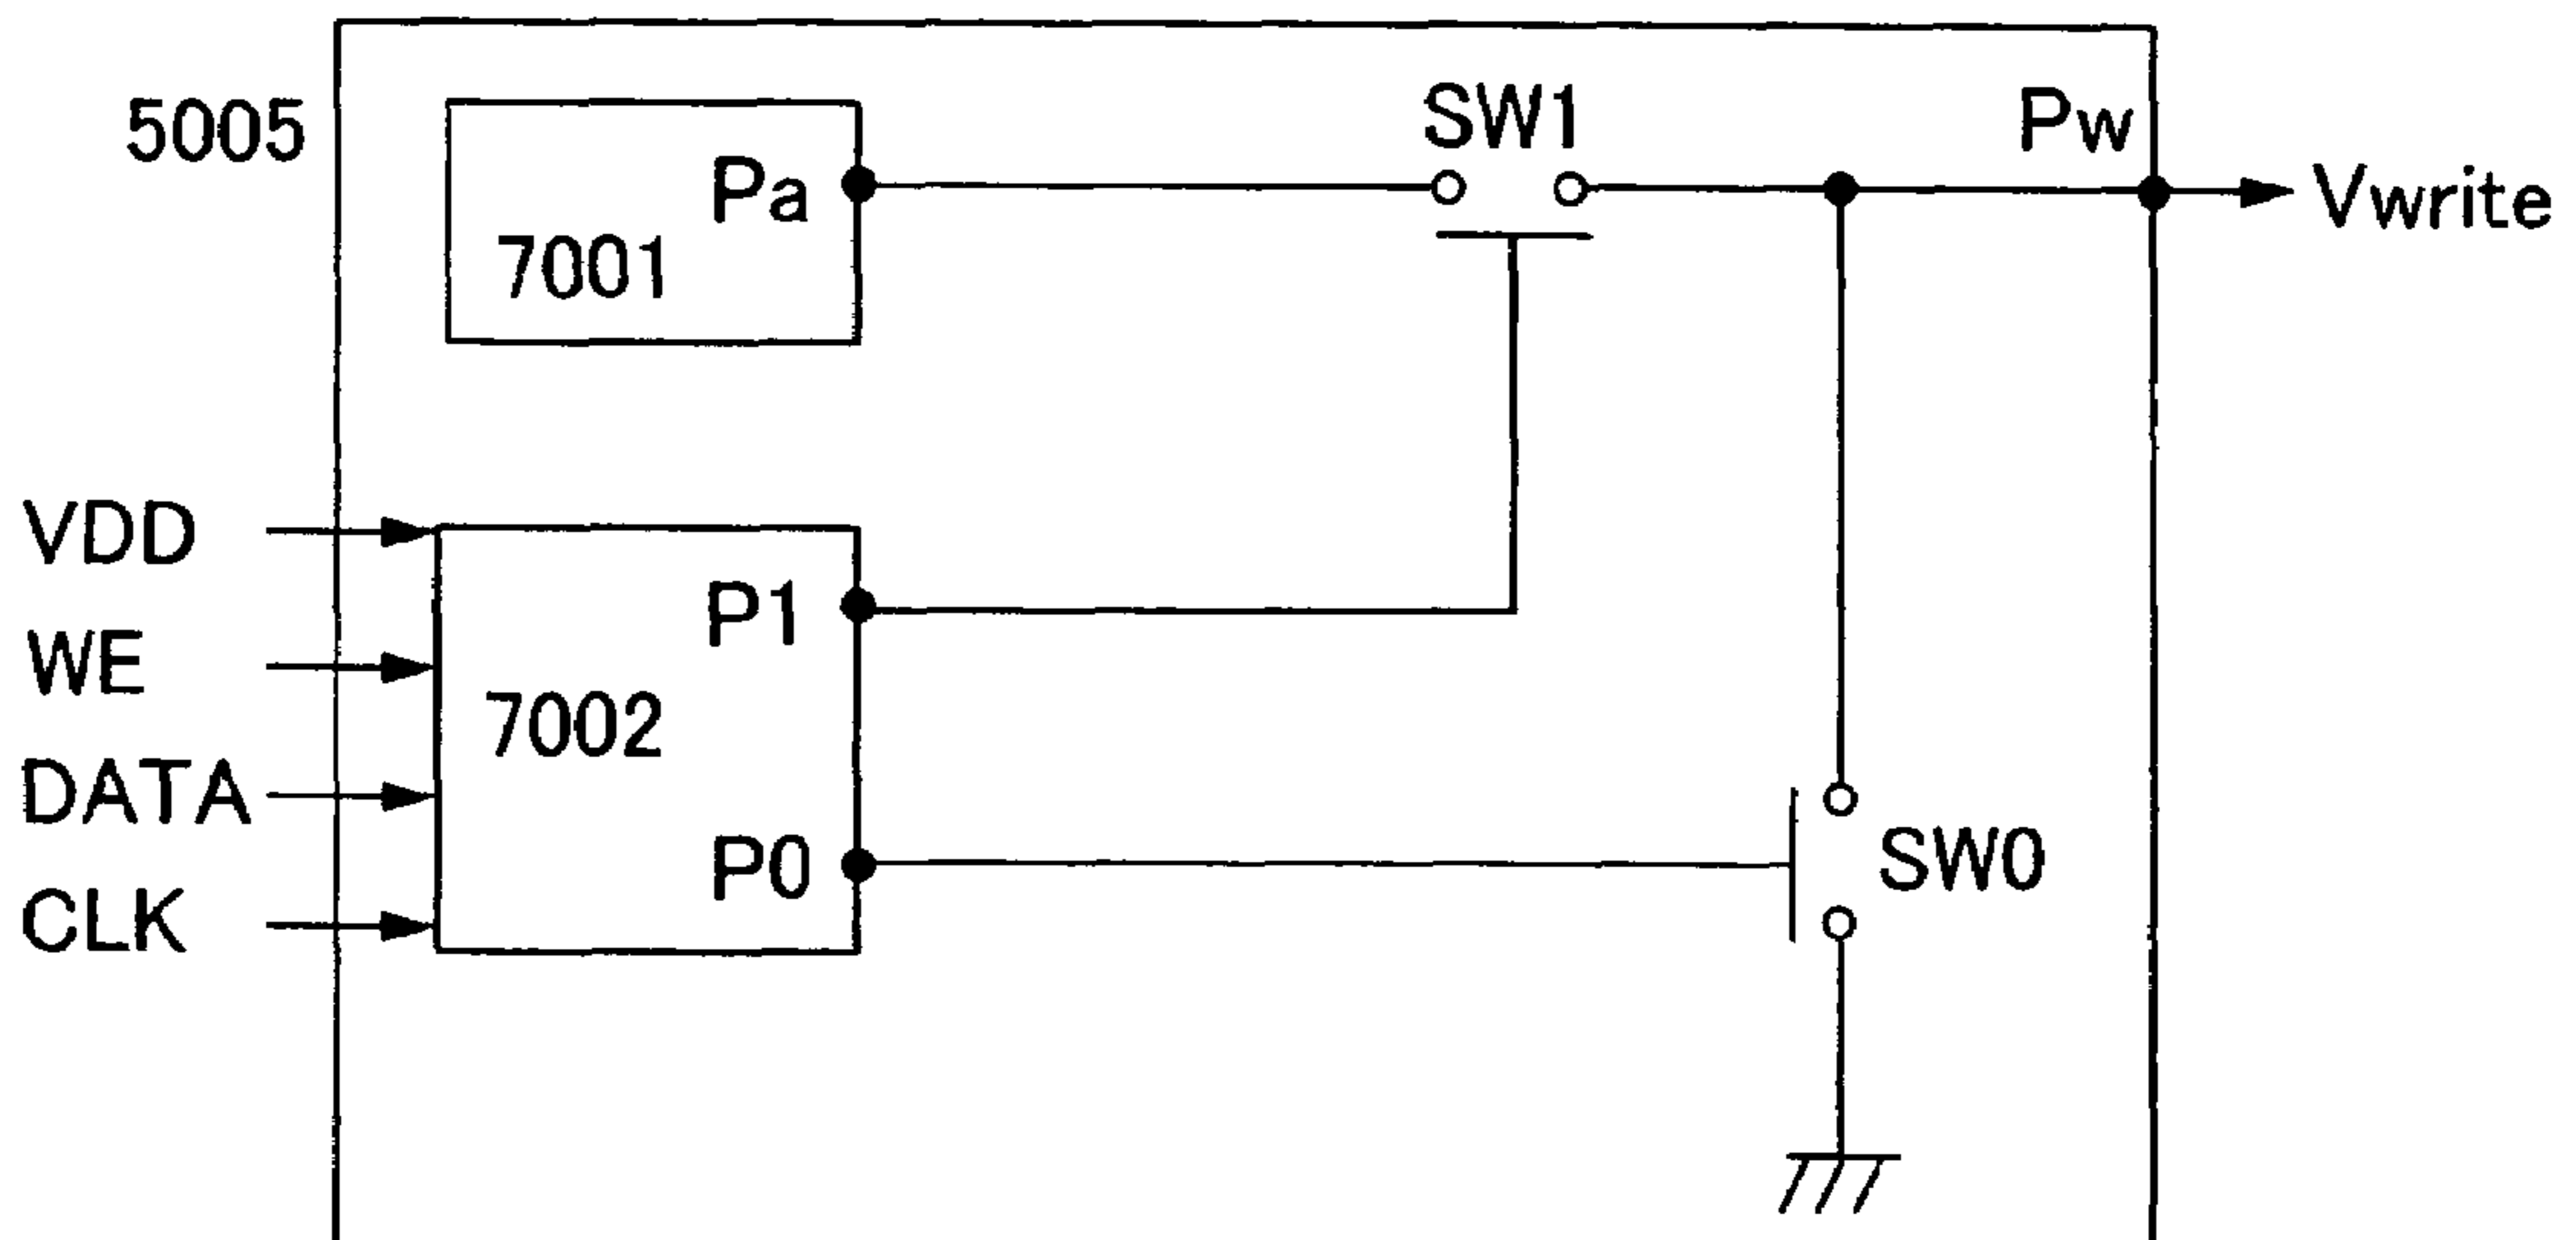 5005
SW1
Pw
Pa
Vwrite
7001
VDD
P1
WE
7002
DATA
P0
SW0
CLK